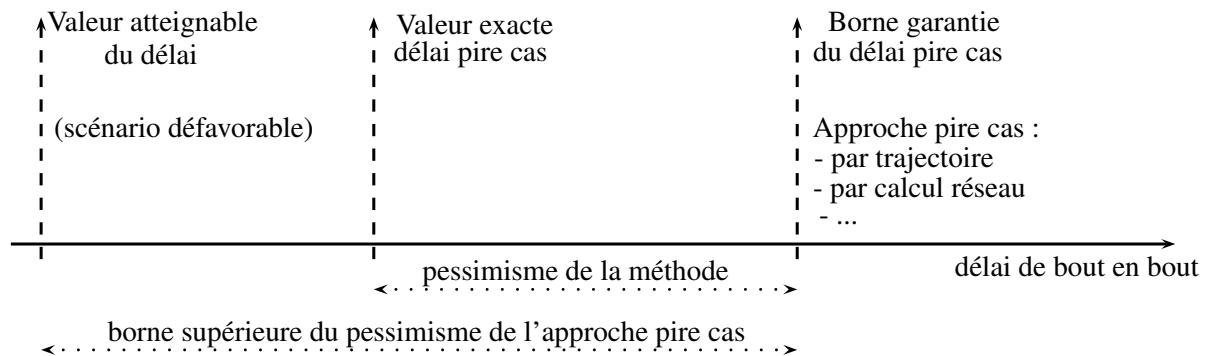 Valeur atteignable
du délai
(scénario défavorable)
Valeur exacte
délai pire cas
Borne garantie
du délai pire cas
Approche pire cas :
- par trajectoire
- par calcul réseau
- ...
délai de bout en bout
pessimisme de la méthode
borne supérieure du pessimisme de l'approche pire cas